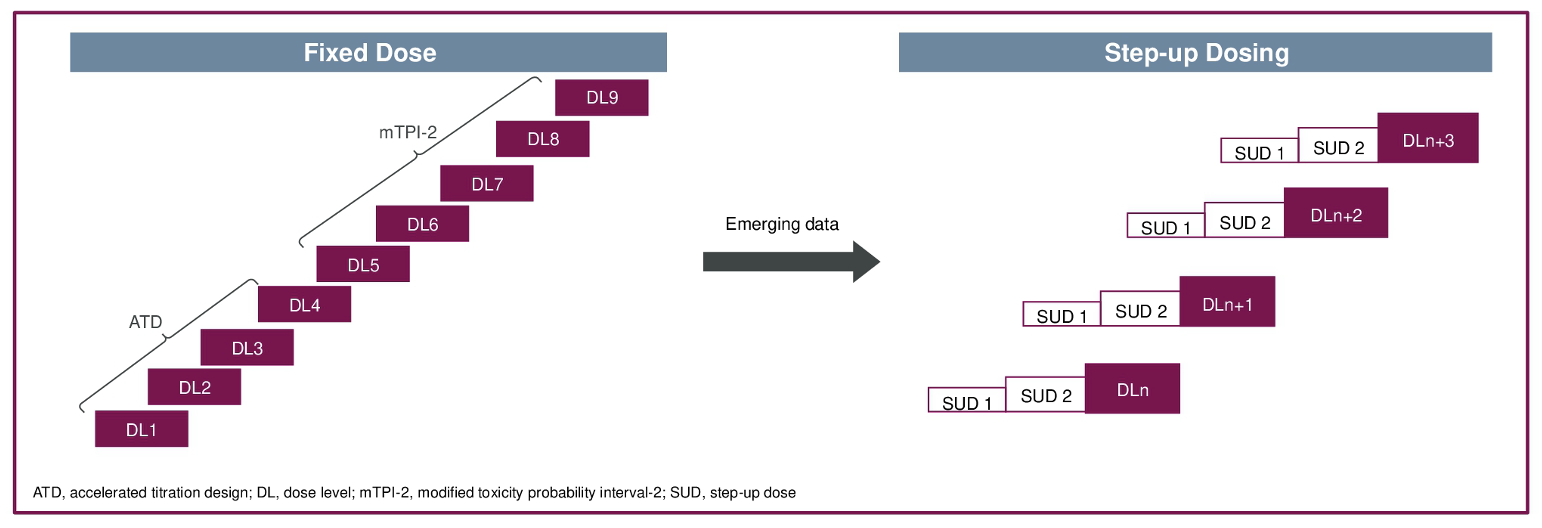 Fixed Dose
DL9
mTPI-2
DL8
DL7
DL6
DL5
DL4
ATD
DL3
DL2
DL1
Emerging data
Step-up Dosing
SUD 1 SUD 2 DLn+3
SUD 1 SUD 2 DLn+2
SUD 1 SUD 2 DLn+1
SUD 1 SUD 2 DLn
ATD, accelerated titration design; DL, dose level; mTPI-2, modified toxicity probability interval-2; SUD, step-up dose